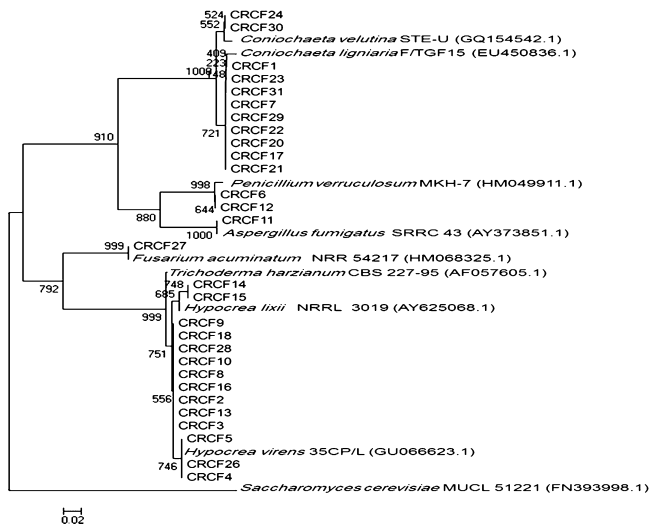 524 CRCF24
552 CRCF30
Coniochaeta velutina STE-U (GQ154542.1)
409 Coniochaeta ligniaria F/TGF15 (EU450836.1)
223 CRCF1
1000 148 CRCF23
CRCF31
CRCF7
CRCF29
721 CRCF22
910 CRCF20
CRCF17
CRCF21
998 Penicillium verruculosum MKH-7 (HM049911.1)
CRCF6
644 CRCF12
880 CRCF11
1000 Aspergillus fumigatus SRRC 43 (AY373851.1)
999 CRCF27
Fusarium acuminatum NRR 54217 (HM068325.1)
Trichoderma harzianum CBS 227-95 (AF057605.1)
792 748 CRCF14
685 CRCF15
Hypocrea lixii NRRL 3019 (AY625068.1)
999 CRCF9
CRCF18
751 CRCF28
CRCF10
CRCF8
CRCF16
556 CRCF2
CRCF13
CRCF3
CRCF5
Hypocrea virens 35CP/L (GU066623.1)
746 CRCF26
CRCF4
Saccharomyces cerevisiae MUCL 51221 (FN393998.1)
0.02